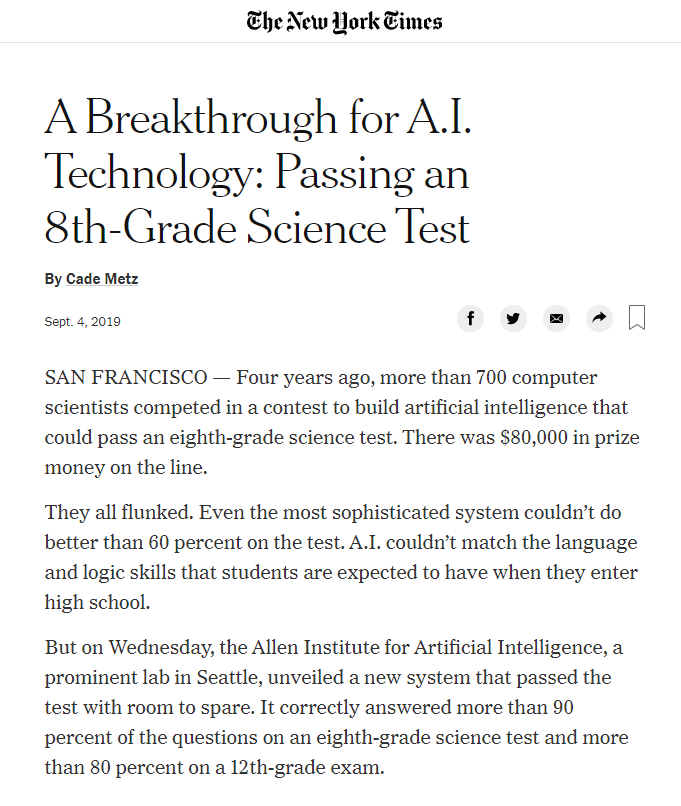 The New York Times
A Breakthrough for A.I.
Technology: Passing an
8th-Grade Science Test
By Cade Metz
Sept. 4, 2019
SAN FRANCISCO — Four years ago, more than 700 computer
scientists competed in a contest to build artificial intelligence that
could pass an eighth-grade science test. There was $80,000 in prize
money on the line.
They all flunked. Even the most sophisticated system couldn’t do
better than 60 percent on the test. A.I. couldn’t match the language
and logic skills that students are expected to have when they enter
high school.
But on Wednesday, the Allen Institute for Artificial Intelligence, a
prominent lab in Seattle, unveiled a new system that passed the
test with room to spare. It correctly answered more than 90
percent of the questions on an eighth-grade science test and more
than 80 percent on a 12th-grade exam.